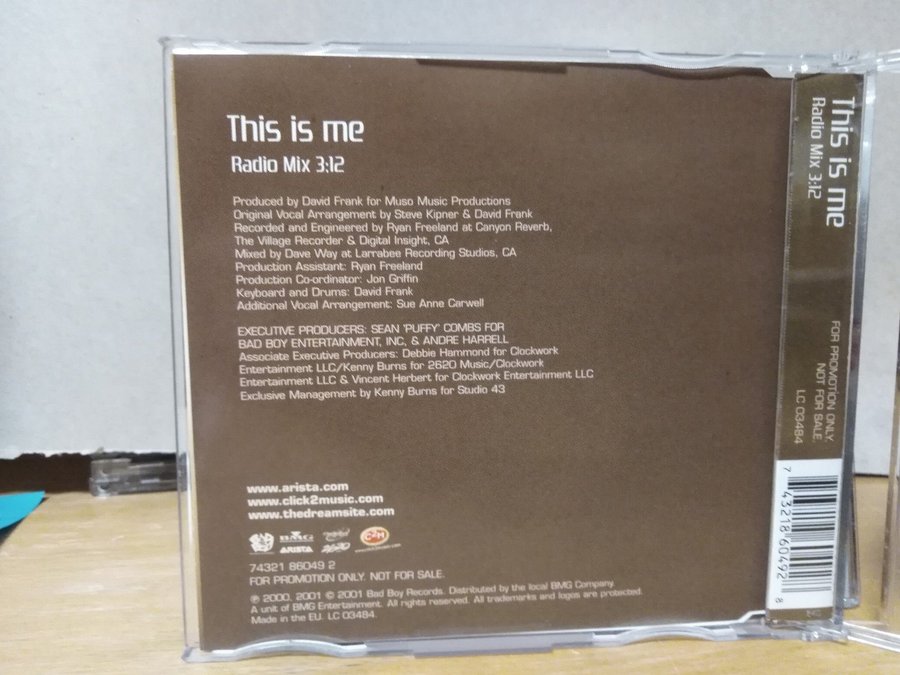 This is me
Radio Mix 3:12
Produced by David Frank for Muso Music Productions
Original Vocal Arrangement by Steve Kipner & David Frank
Recorded and Engineered by Ryan Freeland at Canyon Reverb,
The Village Recorder & Digital Insight, CA
Mixed by Dave Way at Larrabee Recording Studios, CA
Production Assistant: Ryan Freeland
Production Co-ordinator: Jon Griffin
Keyboard and Drums: David Frank
Additional Vocal Arrangement: Sue Anne Carwell
EXECUTIVE PRODUCERS: SEAN 'PUFFY' COMBS FOR
BAD BOY ENTERTAINMENT, INC, & ANDRE HARRELL
Associate Executive Producers: Debbie Hammond for Clockwork
Entertainment LLC/Kenny Burns for 2620 Music/Clockwork
Entertainment LLC & Vincent Herbert for Clockwork Entertainment LLC
Exclusive Management by Kenny Burns for Studio 43
www.arista.com
www.click2music.com
www.thedreamsite.com
BMG
ARISTA
2620
C2M
74321 86049 2
FOR PROMOTION ONLY. NOT FOR SALE.
℗ 2000, 2001 © 2001 Bad Boy Records. Distributed by the local BMG Company.
A unit of BMG Entertainment. All rights reserved. All trademarks and logos are protected.
Made in the EU. LC 03484.
This is me
Radio Mix 3:12
FOR PROMOTION ONLY.
NOT FOR SALE.
LC 03484
7 43218 60492 8